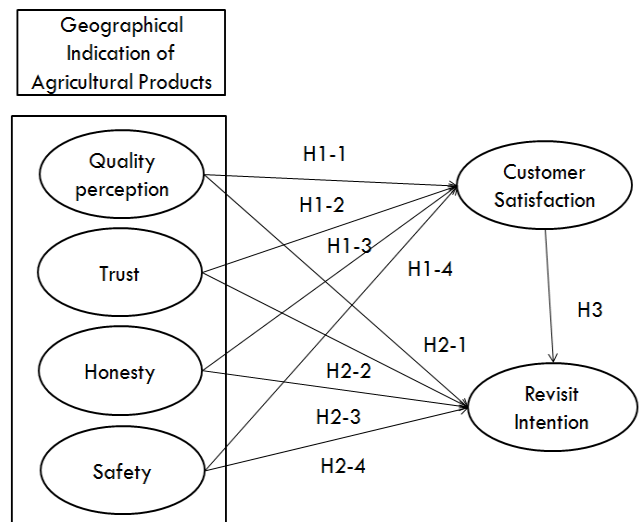 Geographical
Indication of
Agricultural Products
Quality
perception
Trust
Honesty
Safety
H1-1
H1-2
H1-3
H1-4
H2-1
H2-2
H2-3
H2-4
Customer
Satisfaction
H3
Revisit
Intention